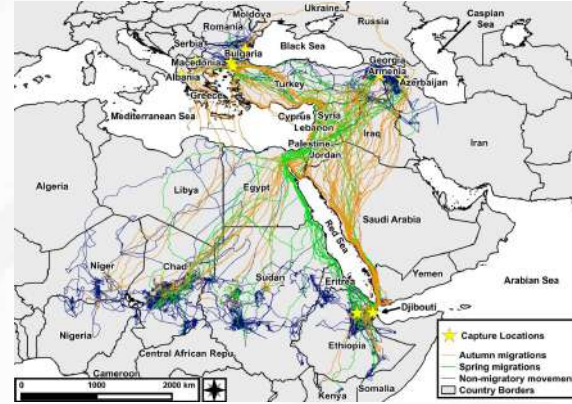 Moldova
Ukraine
Romania
Russia
Caspian
Sea
Serbia
Black Sea
Bulgaria
Georgia
Macedonia
Armenia
Albania
Azerbaijan
Turkey
Greece
Cyprus
Syria
Mediterranean Sea
Lebanon
Iraq
Iran
Palestine
Jordan
Algeria
Libya
Egypt
Saudi Arabia
Red Sea
Niger
Chad
Sudan
Eritrea
Yemen
Arabian Sea
Djibouti
Nigeria
Ethiopia
Central African Repu
Cameroon
Somalia
Kenya
Capture Locations
Autumn migrations
Spring migrations
Non-migratory movement
Country Borders
0 1000 2000 km